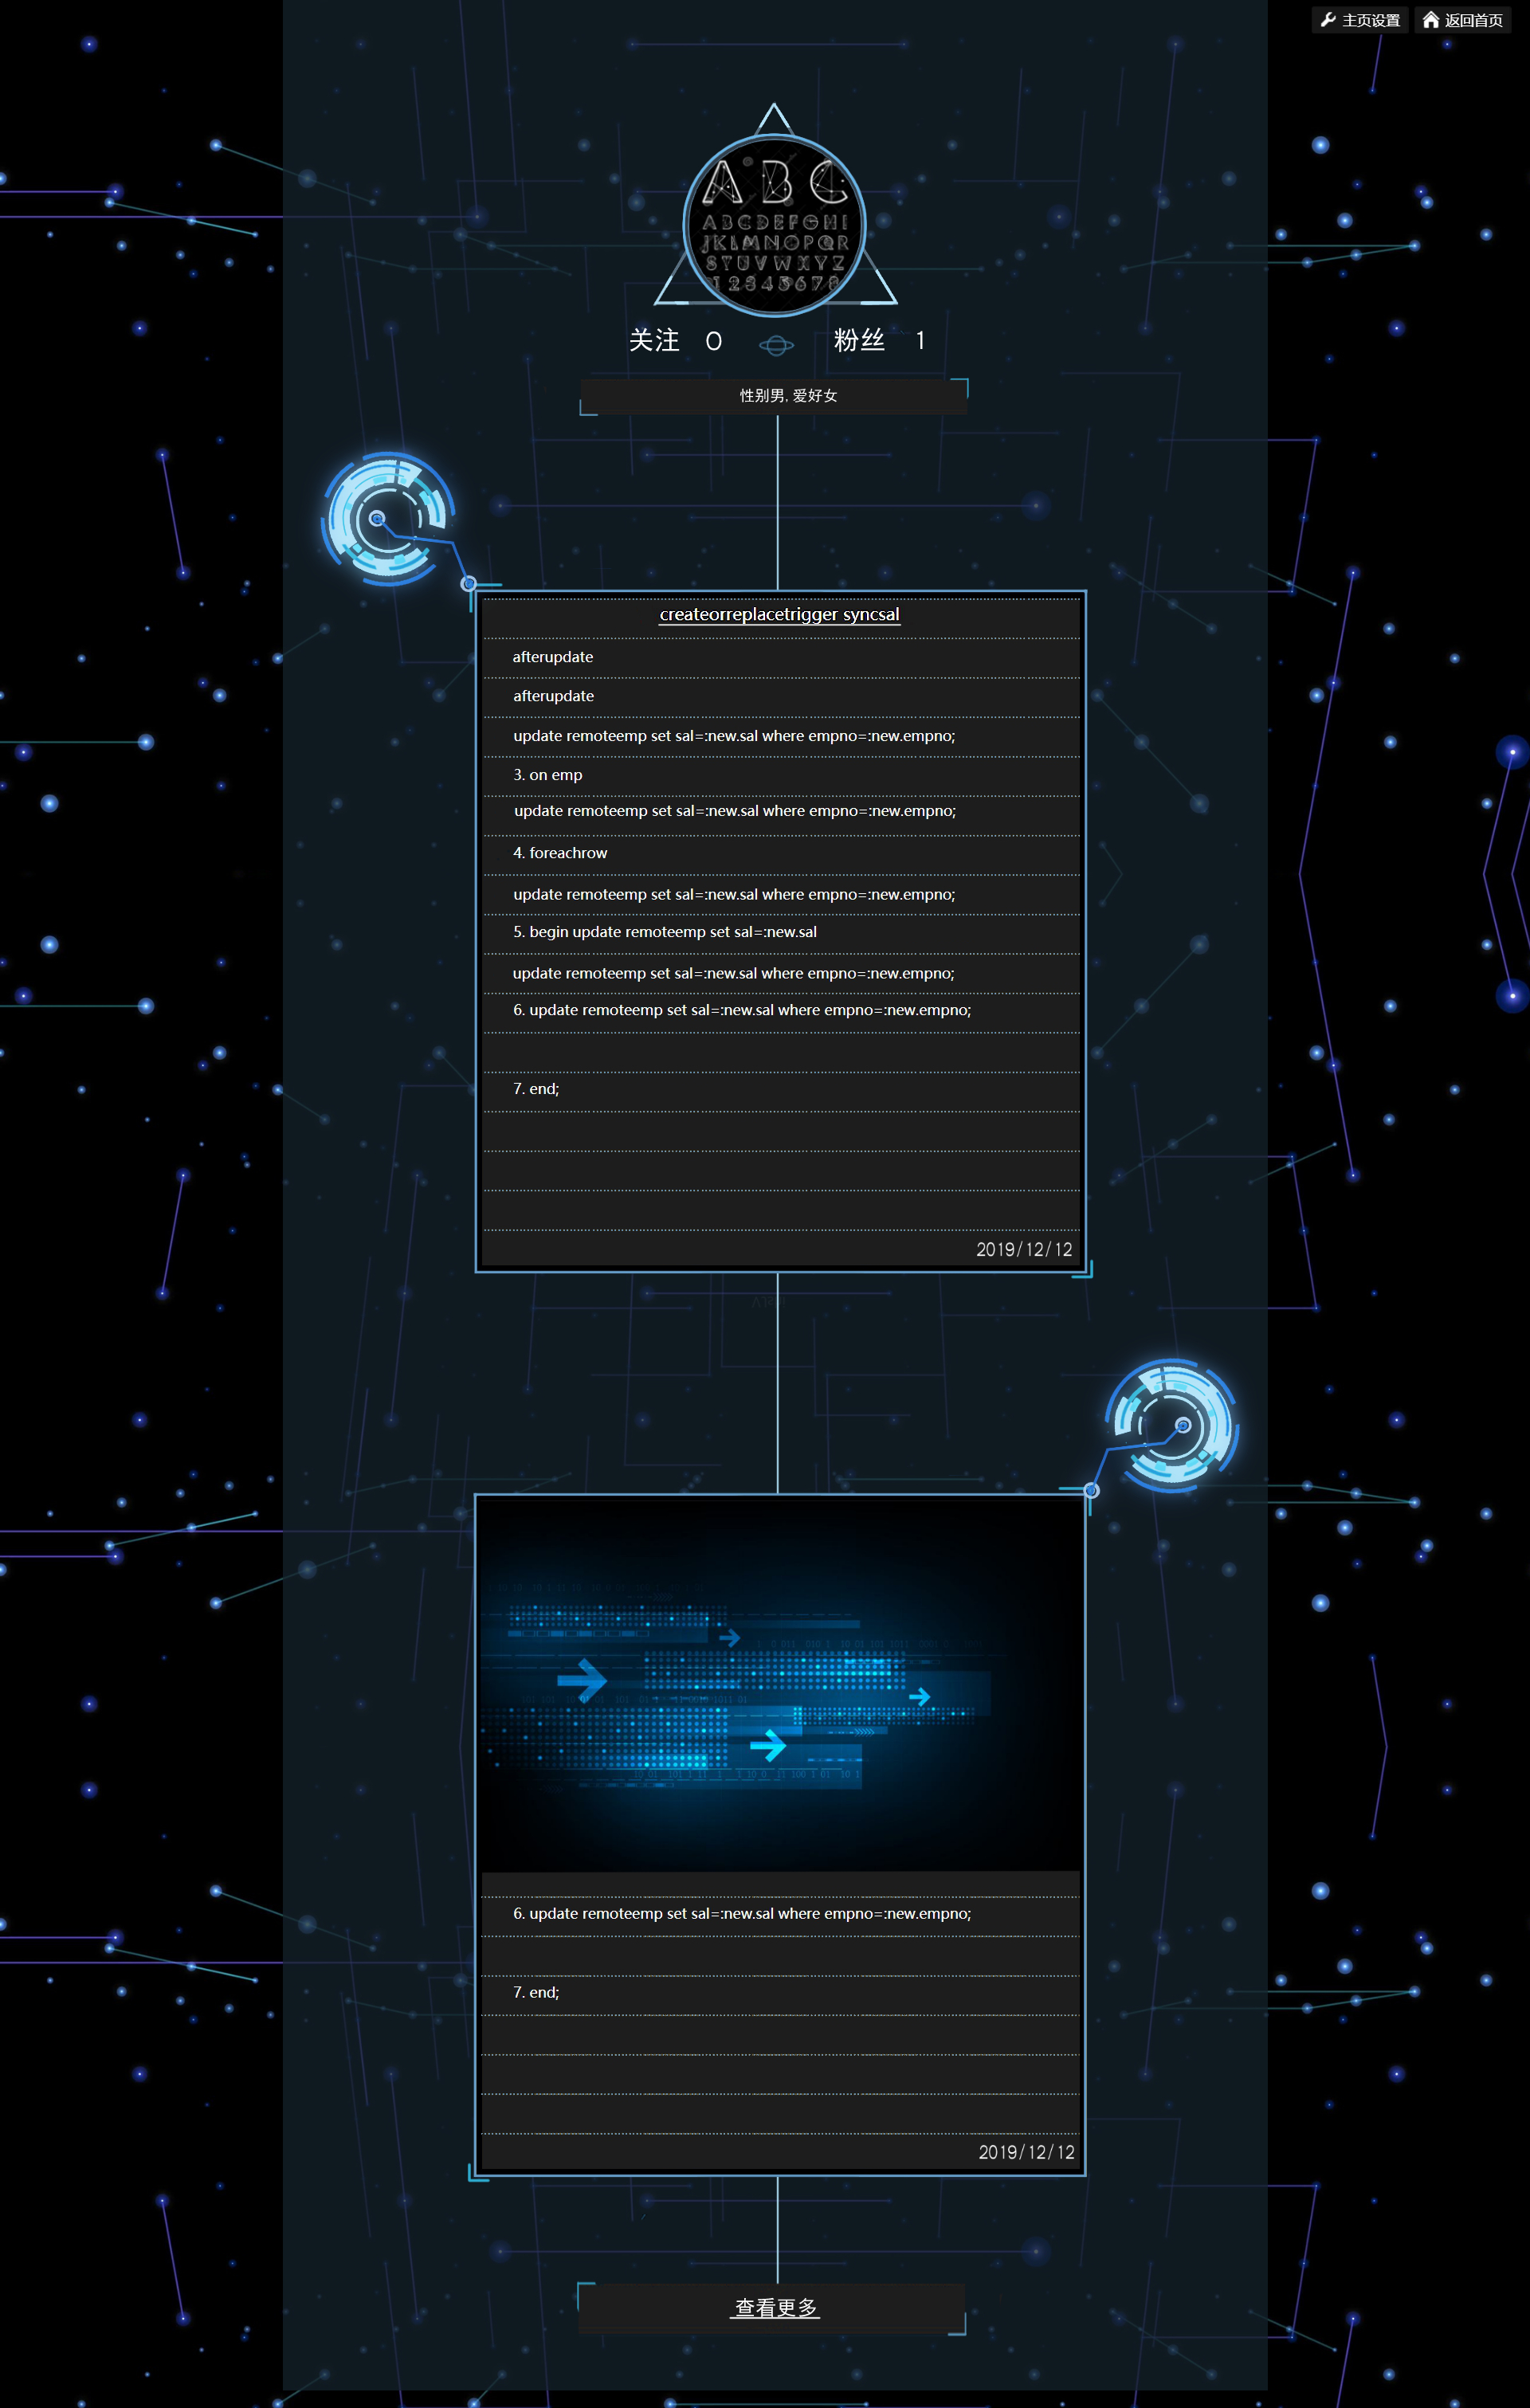 主页设置 返回首页
A B C
ABCDEFGHI
JKLMNOPQR
STUVWXYZ
12345678
关注 0 粉丝 1
性别男, 爱好女
createorreplacetrigger syncsal
afterupdate
afterupdate
update remoteemp set sal=:new.sal where empno=:new.empno;
3. on emp
update remoteemp set sal=:new.sal where empno=:new.empno;
4. foreachrow
update remoteemp set sal=:new.sal where empno=:new.empno;
5. begin update remoteemp set sal=:new.sal
update remoteemp set sal=:new.sal where empno=:new.empno;
6. update remoteemp set sal=:new.sal where empno=:new.empno;
7. end;
2019/12/12
6. update remoteemp set sal=:new.sal where empno=:new.empno;
7. end;
2019/12/12
查看更多